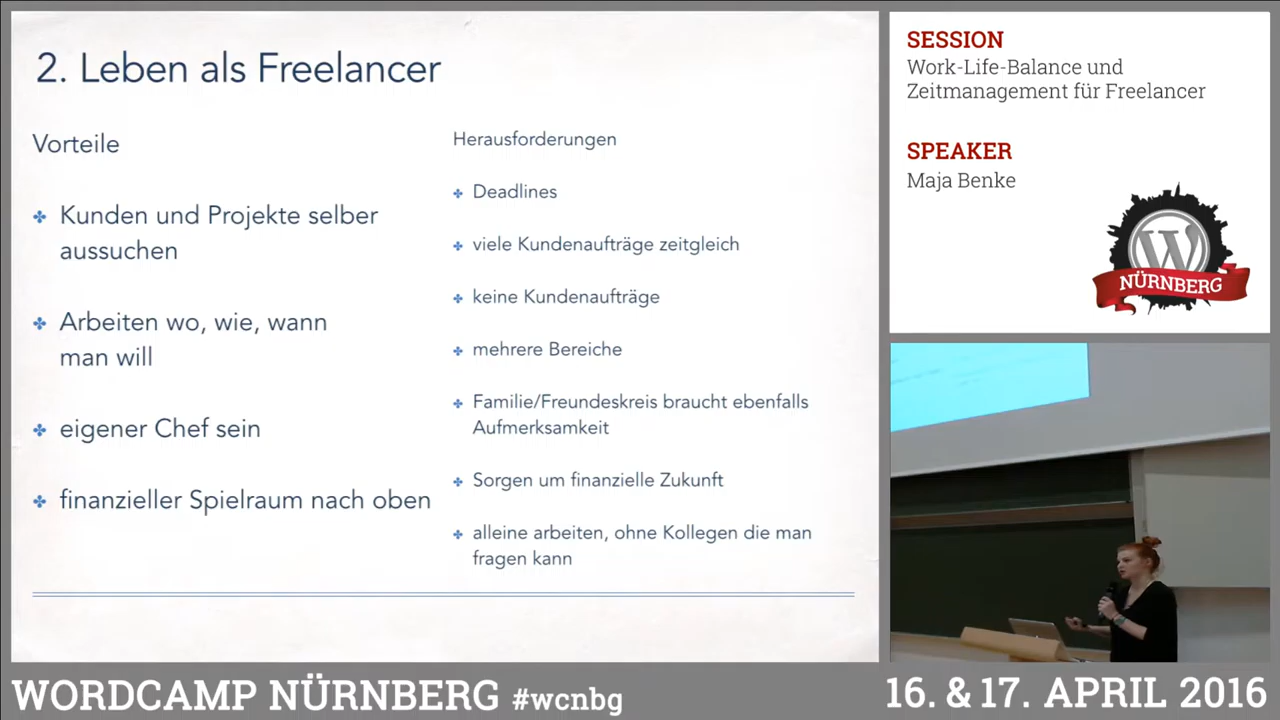 2. Leben als Freelancer
Vorteile
Kunden und Projekte selber
aussuchen
Arbeiten wo, wie, wann
man will
eigener Chef sein
finanzieller Spielraum nach oben
Herausforderungen
Deadlines
viele Kundenaufträge zeitgleich
keine Kundenaufträge
mehrere Bereiche
Familie/Freundeskreis braucht ebenfalls
Aufmerksamkeit
Sorgen um finanzielle Zukunft
alleine arbeiten, ohne Kollegen die man
fragen kann
SESSION
Work-Life-Balance und
Zeitmanagement für Freelancer
SPEAKER
Maja Benke
W
NÜRNBERG
WORDCAMP NÜRNBERG #wcnbg
16. & 17. APRIL 2016